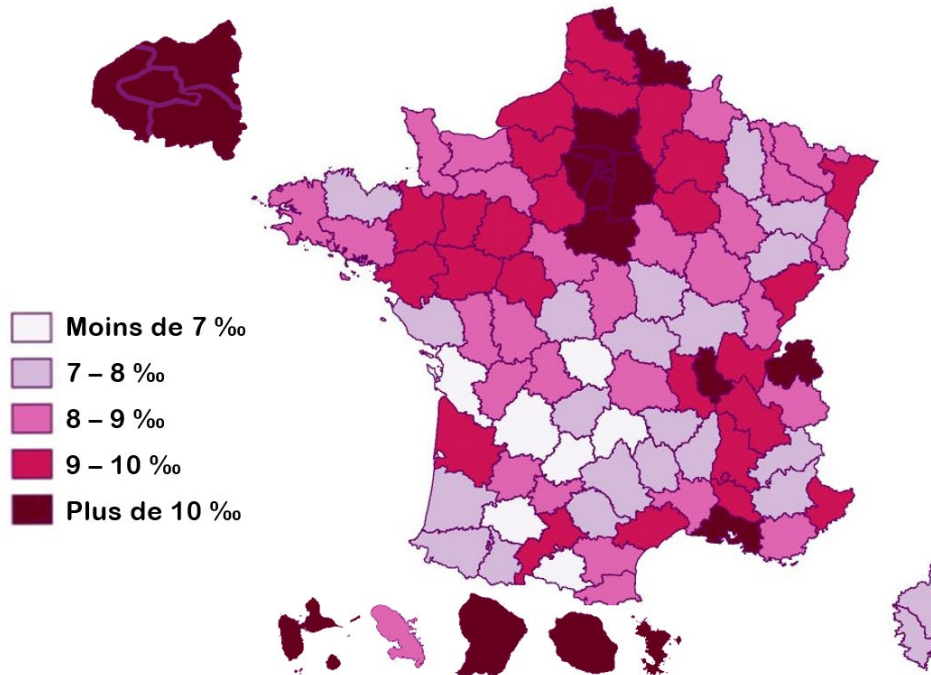 Moins de 7 ‰
7 – 8 ‰
8 – 9 ‰
9 – 10 ‰
Plus de 10 ‰